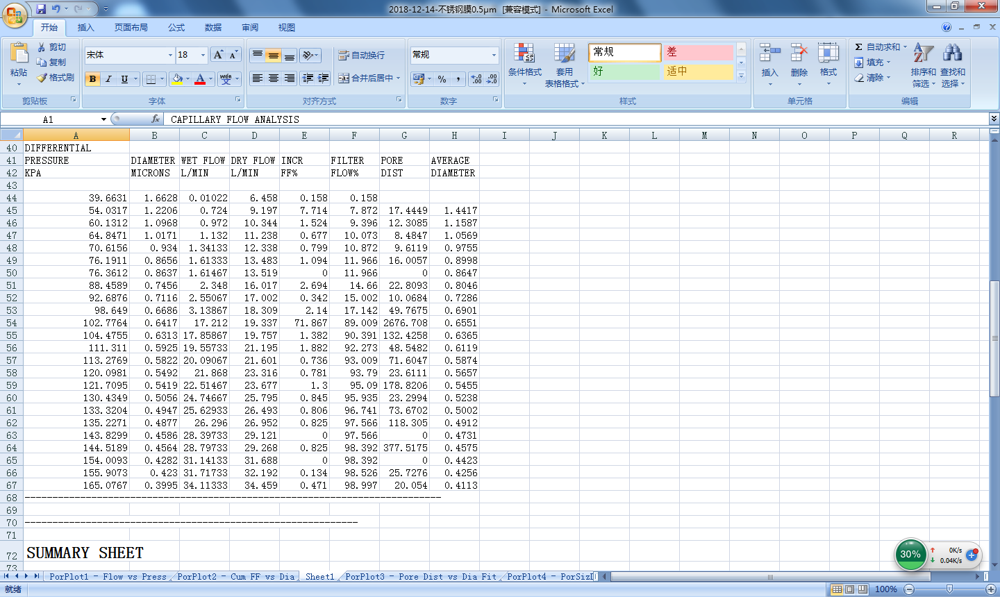 2018-12-14-不锈钢膜0.5μm [兼容模式] - Microsoft Excel
开始 插入 页面布局 公式 数据 审阅 视图
粘贴 剪切 复制 格式刷 剪贴板
宋体 18 B I U A wén 字体
自动换行 合并后居中 对齐方式
常规 % , 数字
条件格式 套用表格格式 常规 差 好 适中 样式
插入 删除 格式 单元格
Σ 自动求和 填充 清除 排序和筛选 查找和选择 编辑
A1 fx CAPILLARY FLOW ANALYSIS
A B C D E F G H I J K L M N O P Q R
40 DIFFERENTIAL
41 PRESSURE DIAMETER WET FLOW DRY FLOW INCR FILTER PORE AVERAGE
42 KPA MICRONS L/MIN L/MIN FF% FLOW% DIST DIAMETER
43
44 39.6631 1.6628 0.01022 6.458 0.158 0.158
45 54.0317 1.2206 0.724 9.197 7.714 7.872 17.4449 1.4417
46 60.1312 1.0968 0.972 10.344 1.524 9.396 12.3085 1.1587
47 64.8471 1.0171 1.132 11.238 0.677 10.073 8.4847 1.0569
48 70.6156 0.934 1.34133 12.338 0.799 10.872 9.6119 0.9755
49 76.1911 0.8656 1.61333 13.483 1.094 11.966 16.0057 0.8998
50 76.3612 0.8637 1.61467 13.519 0 11.966 0 0.8647
51 88.4589 0.7456 2.348 16.017 2.694 14.66 22.8093 0.8046
52 92.6876 0.7116 2.55067 17.002 0.342 15.002 10.0684 0.7286
53 98.649 0.6686 3.13867 18.309 2.14 17.142 49.7675 0.6901
54 102.7764 0.6417 17.212 19.337 71.867 89.009 2676.708 0.6551
55 104.4755 0.6313 17.85867 19.757 1.382 90.391 132.4258 0.6365
56 111.311 0.5925 19.55733 21.195 1.882 92.273 48.5482 0.6119
57 113.2769 0.5822 20.09067 21.601 0.736 93.009 71.6047 0.5874
58 120.0981 0.5492 21.868 23.316 0.781 93.79 23.6111 0.5657
59 121.7095 0.5419 22.51467 23.677 1.3 95.09 178.8206 0.5455
60 130.4349 0.5056 24.74667 25.795 0.845 95.935 23.2994 0.5238
61 133.3204 0.4947 25.62933 26.493 0.806 96.741 73.6702 0.5002
62 135.2271 0.4877 26.296 26.952 0.825 97.566 118.305 0.4912
63 143.8299 0.4586 28.39733 29.121 0 97.566 0 0.4731
64 144.5189 0.4564 28.79733 29.268 0.825 98.392 377.5175 0.4575
65 154.0093 0.4282 31.14133 31.688 0 98.392 0 0.4423
66 155.9073 0.423 31.71733 32.192 0.134 98.526 25.7276 0.4256
67 165.0767 0.3995 34.11333 34.459 0.471 98.997 20.054 0.4113
68 ---------------------------------------------------------------------------
69
70 ------------------------------------------------------------
71
72 SUMMARY SHEET
73
30% 0K/s 0.04K/s
PorPlot1 - Flow vs Press PorPlot2 - Cum FF vs Dia Sheet1 PorPlot3 - Pore Dist vs Dia Fit PorPlot4 - PorSizD
就绪 100%